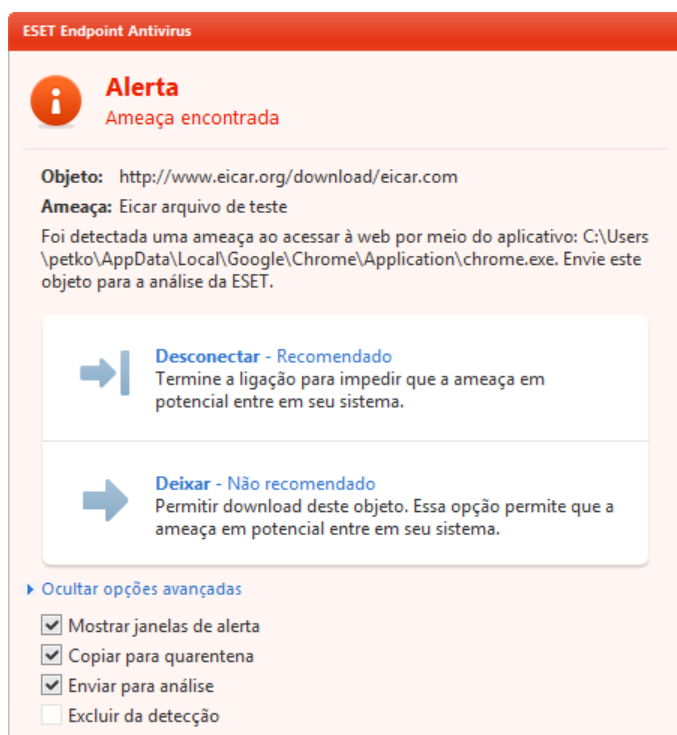 ESET Endpoint Antivirus
Alerta
Ameaça encontrada
Objeto: http://www.eicar.org/download/eicar.com
Ameaça: Eicar arquivo de teste
Foi detectada uma ameaça ao acessar à web por meio do aplicativo: C:\Users
\petko\AppData\Local\Google\Chrome\Application\chrome.exe. Envie este
objeto para a análise da ESET.
Desconectar - Recomendado
Termine a ligação para impedir que a ameaça em
potencial entre em seu sistema.
Deixar - Não recomendado
Permitir download deste objeto. Essa opção permite que a
ameaça em potencial entre em seu sistema.
Ocultar opções avançadas
Mostrar janelas de alerta
Copiar para quarentena
Enviar para análise
Excluir da detecção